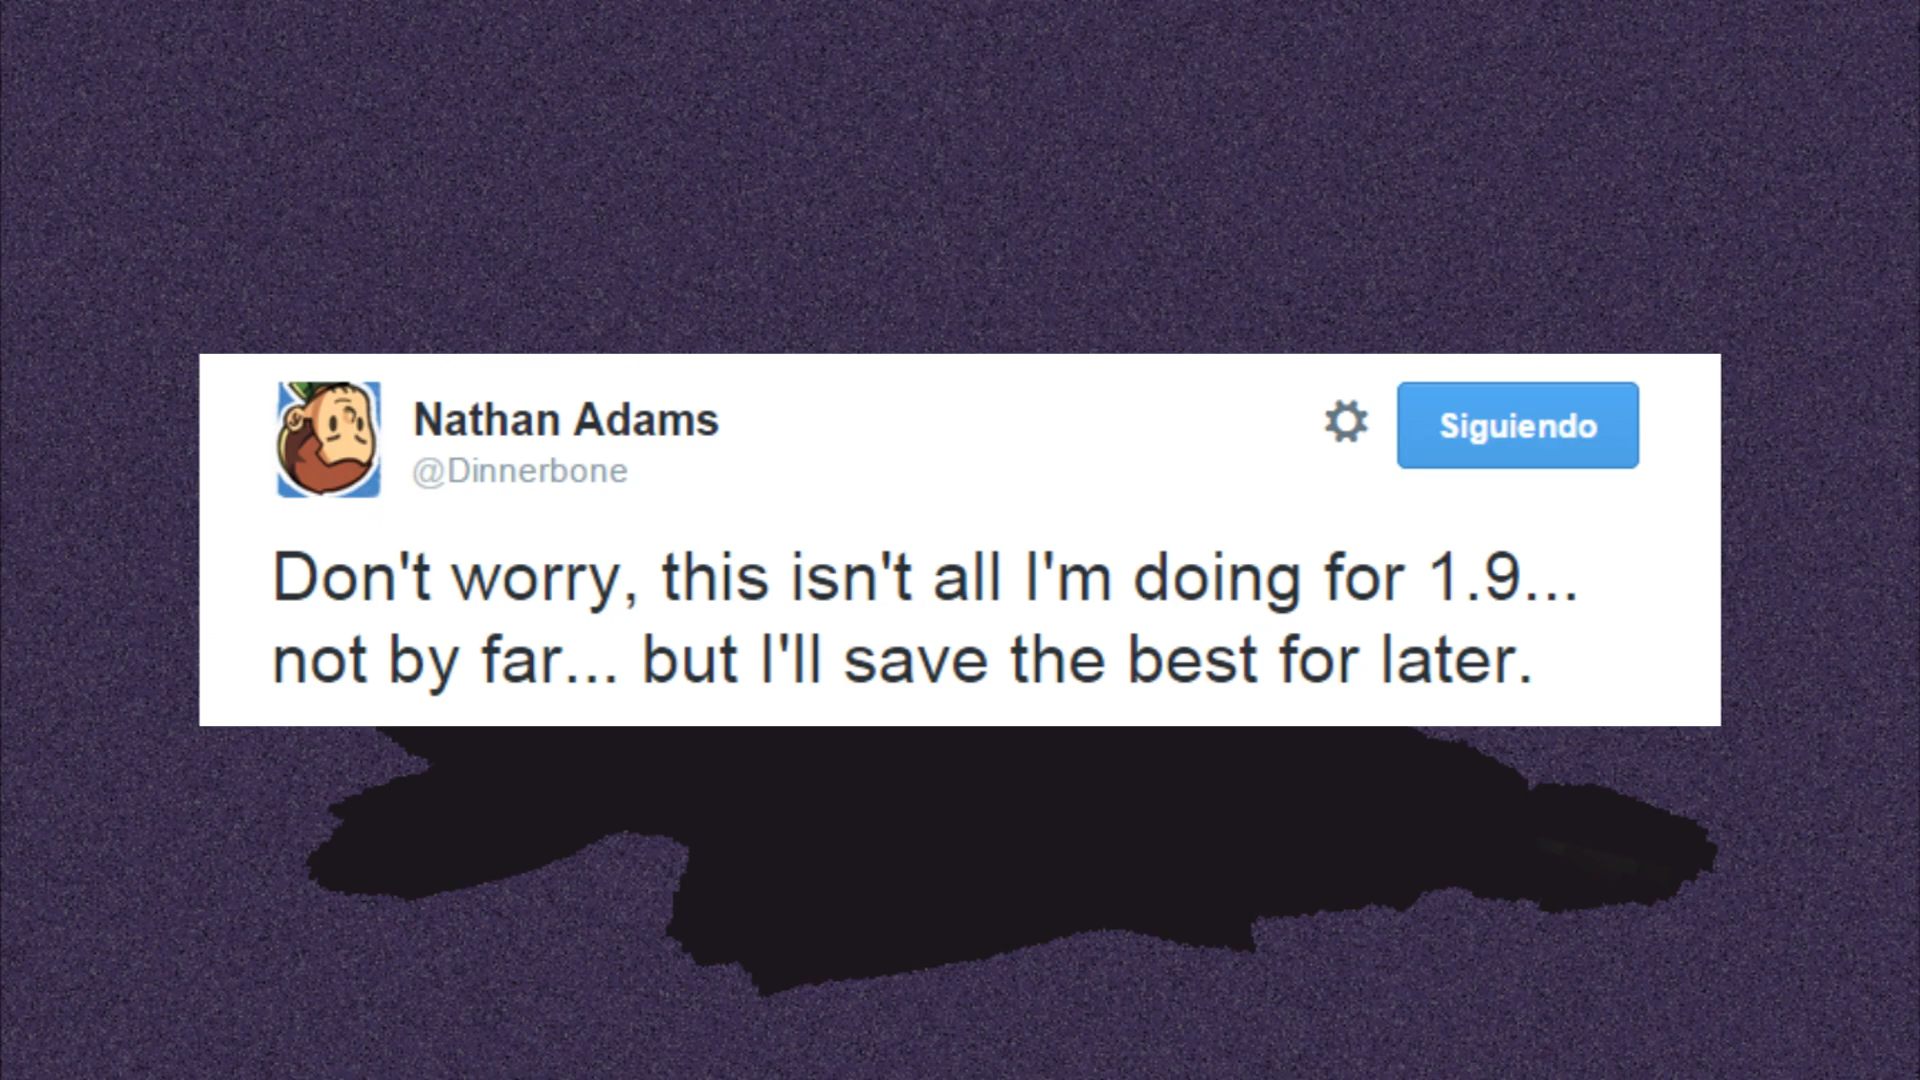 Nathan Adams
@Dinnerbone
Siguiendo
Don't worry, this isn't all I'm doing for 1.9...
not by far... but I'll save the best for later.